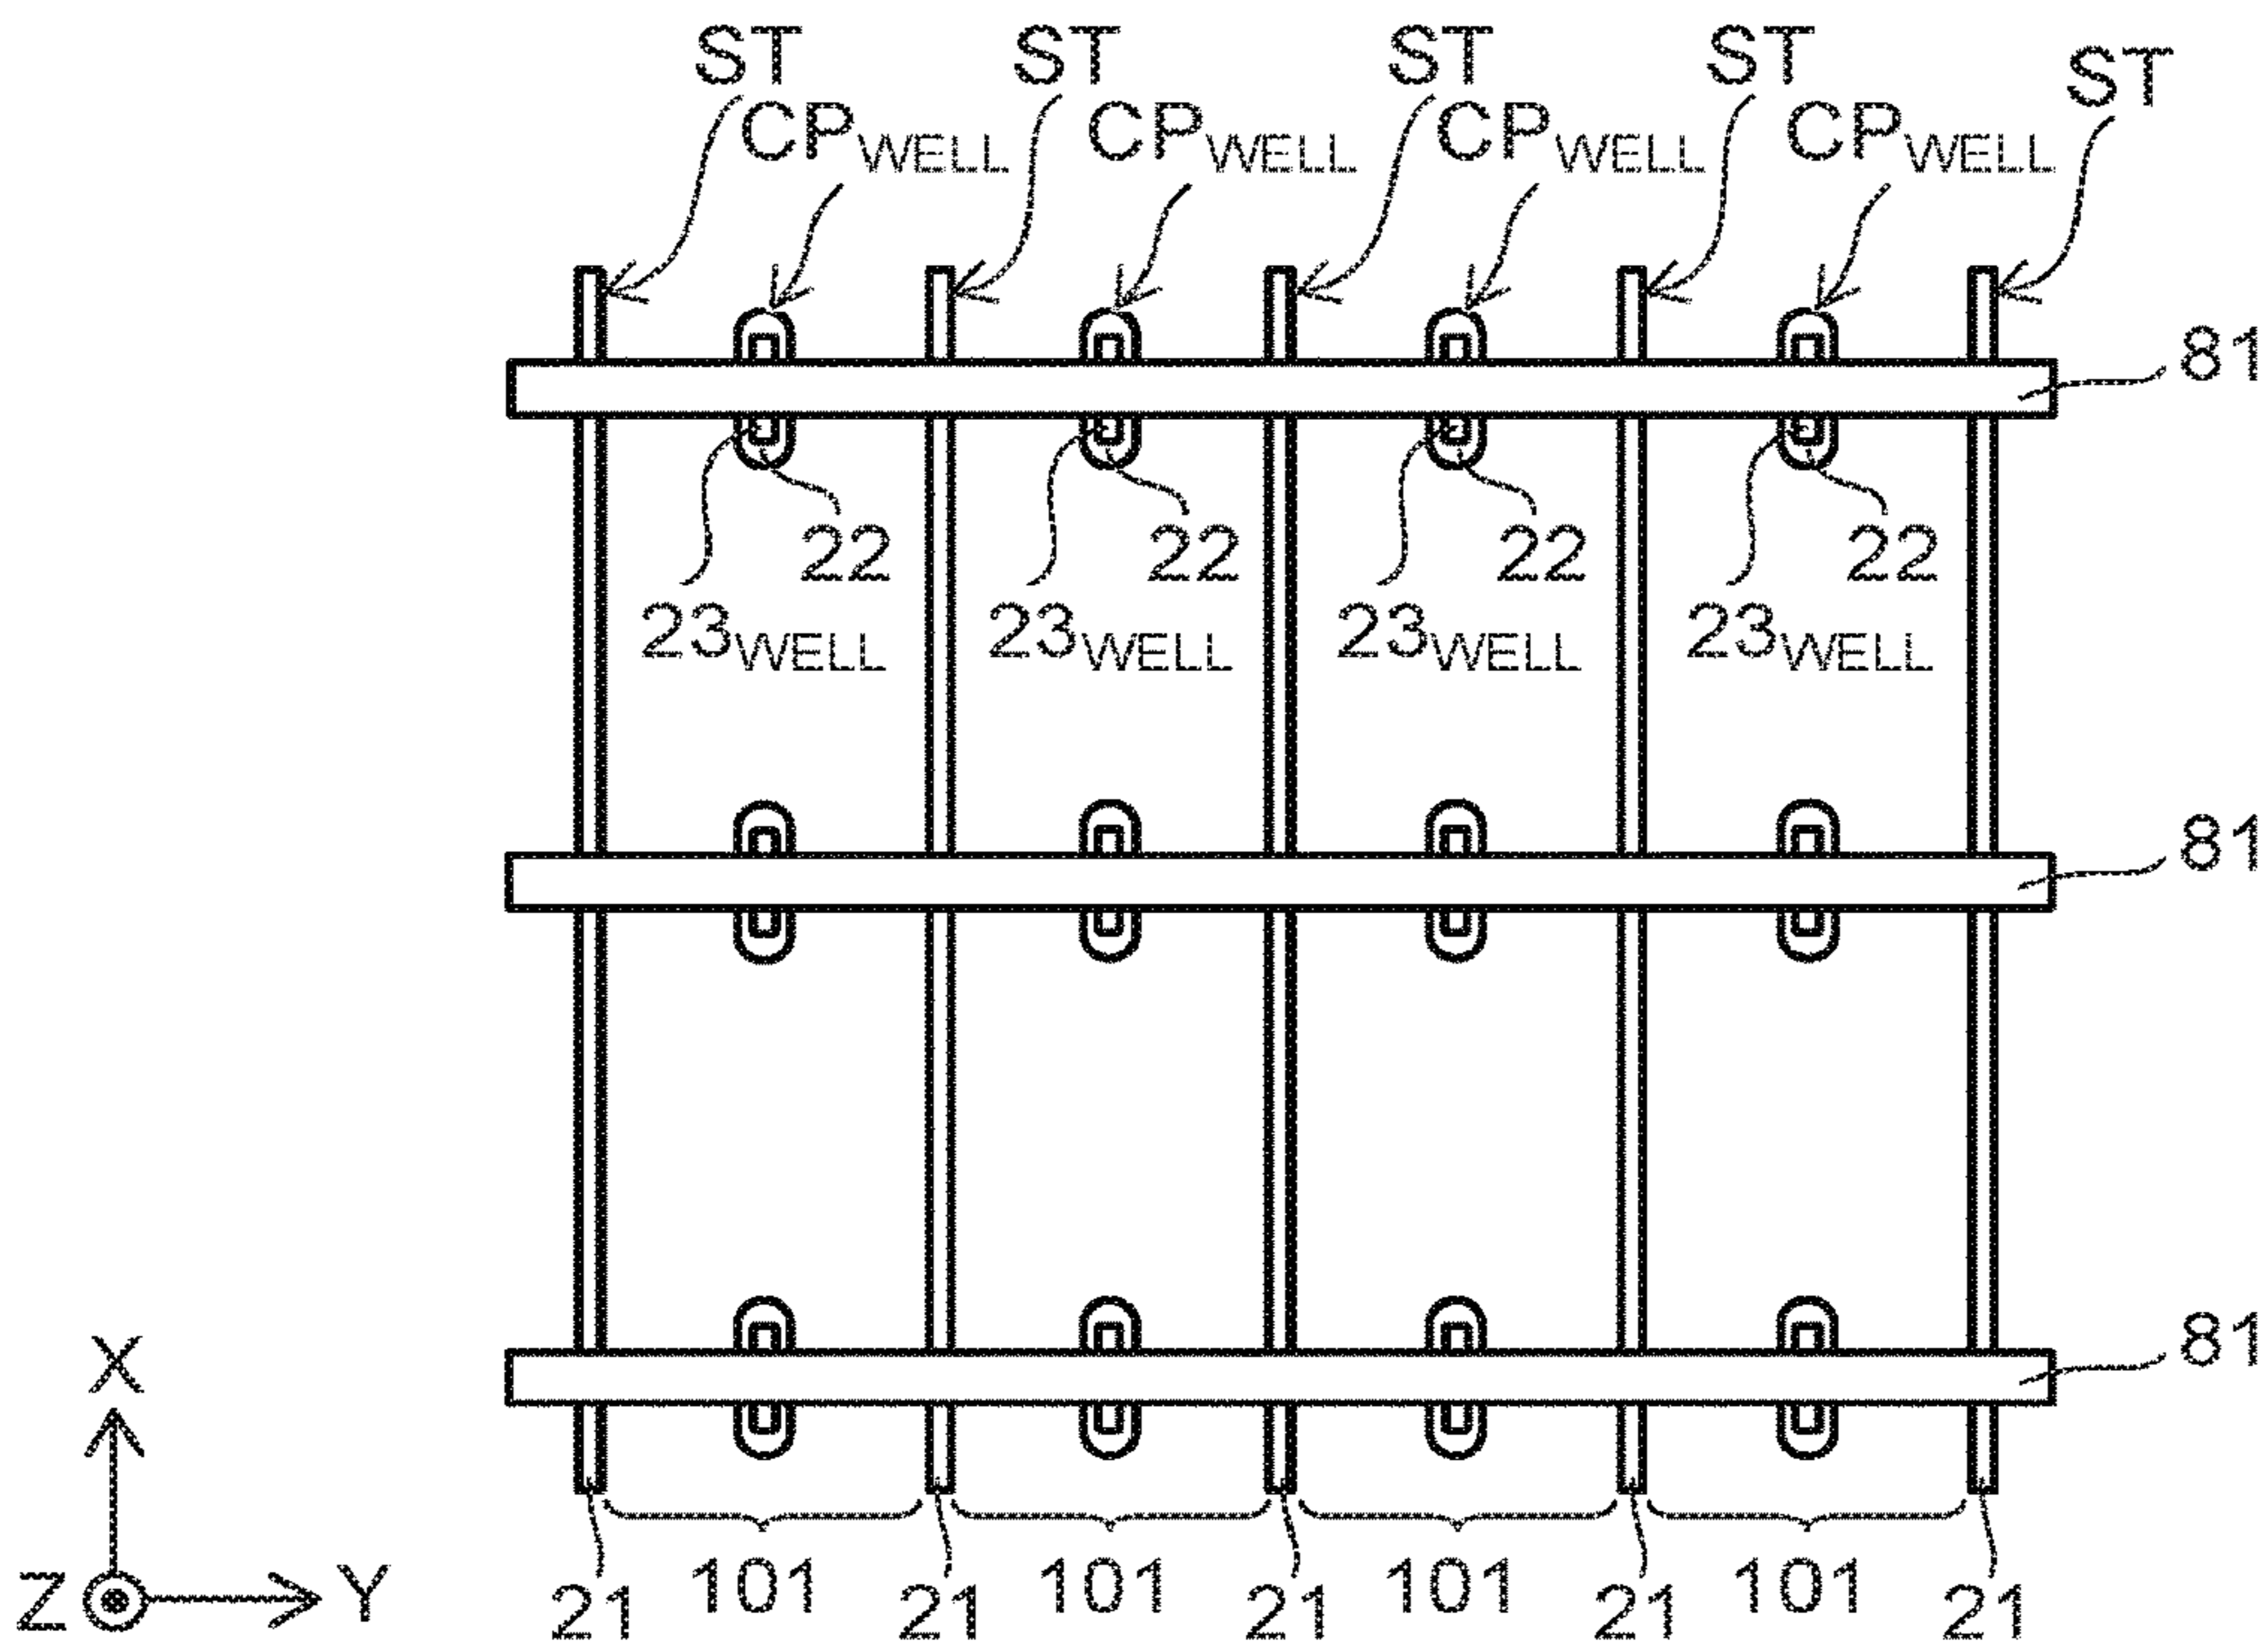 ST ST ST ST ST
CPWELL CPWELL CPWELL CPWELL
81
22 22 22 22
23WELL 23WELL 23WELL 23WELL
81
81
X
Z Y
101 101 101 101
21 21 21 21 21